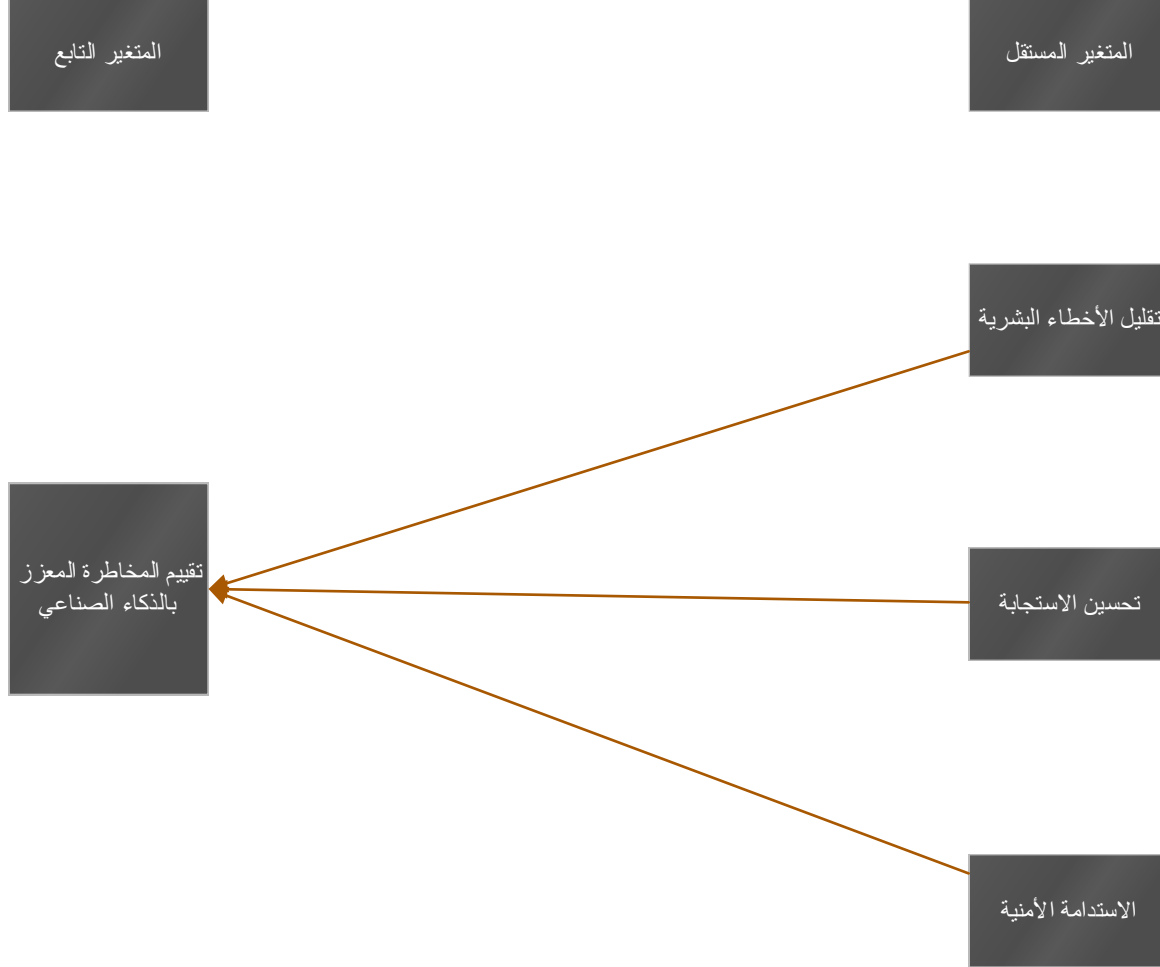 المتغير المستقل
المتغير التابع
تقليل الأخطاء البشرية
تحسين الاستجابة
الاستدامة الأمنية
تقييم المخاطرة المعزز
بالذكاء الصناعي